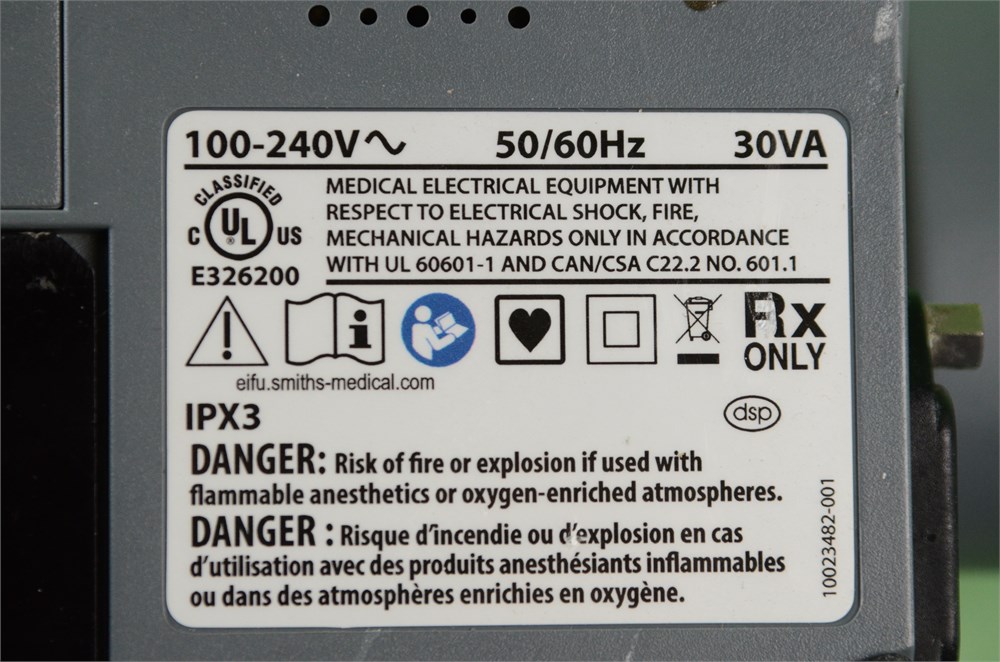 100-240V～ 50/60Hz 30VA
CLASSIFIED
C UL® US
E326200
MEDICAL ELECTRICAL EQUIPMENT WITH
RESPECT TO ELECTRICAL SHOCK, FIRE,
MECHANICAL HAZARDS ONLY IN ACCORDANCE
WITH UL 60601-1 AND CAN/CSA C22.2 NO. 601.1
Rx
ONLY
eifu.smiths-medical.com
IPX3
dsp
DANGER: Risk of fire or explosion if used with
flammable anesthetics or oxygen-enriched atmospheres.
DANGER : Risque d’incendie ou d’explosion en cas
d’utilisation avec des produits anesthésiants inflammables
ou dans des atmosphères enrichies en oxygène.
10023482-001